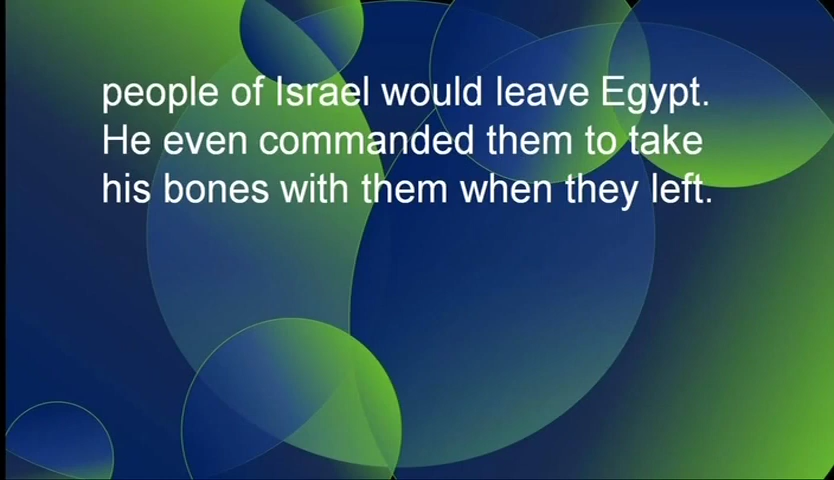 people of Israel would leave Egypt.
He even commanded them to take
his bones with them when they left.